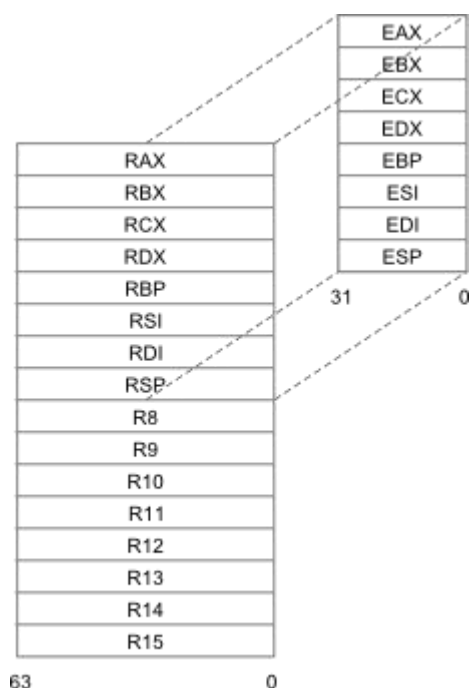 EAX
EBX
ECX
EDX
EBP
ESI
EDI
ESP
31 0
RAX
RBX
RCX
RDX
RBP
RSI
RDI
RSP
R8
R9
R10
R11
R12
R13
R14
R15
63 0